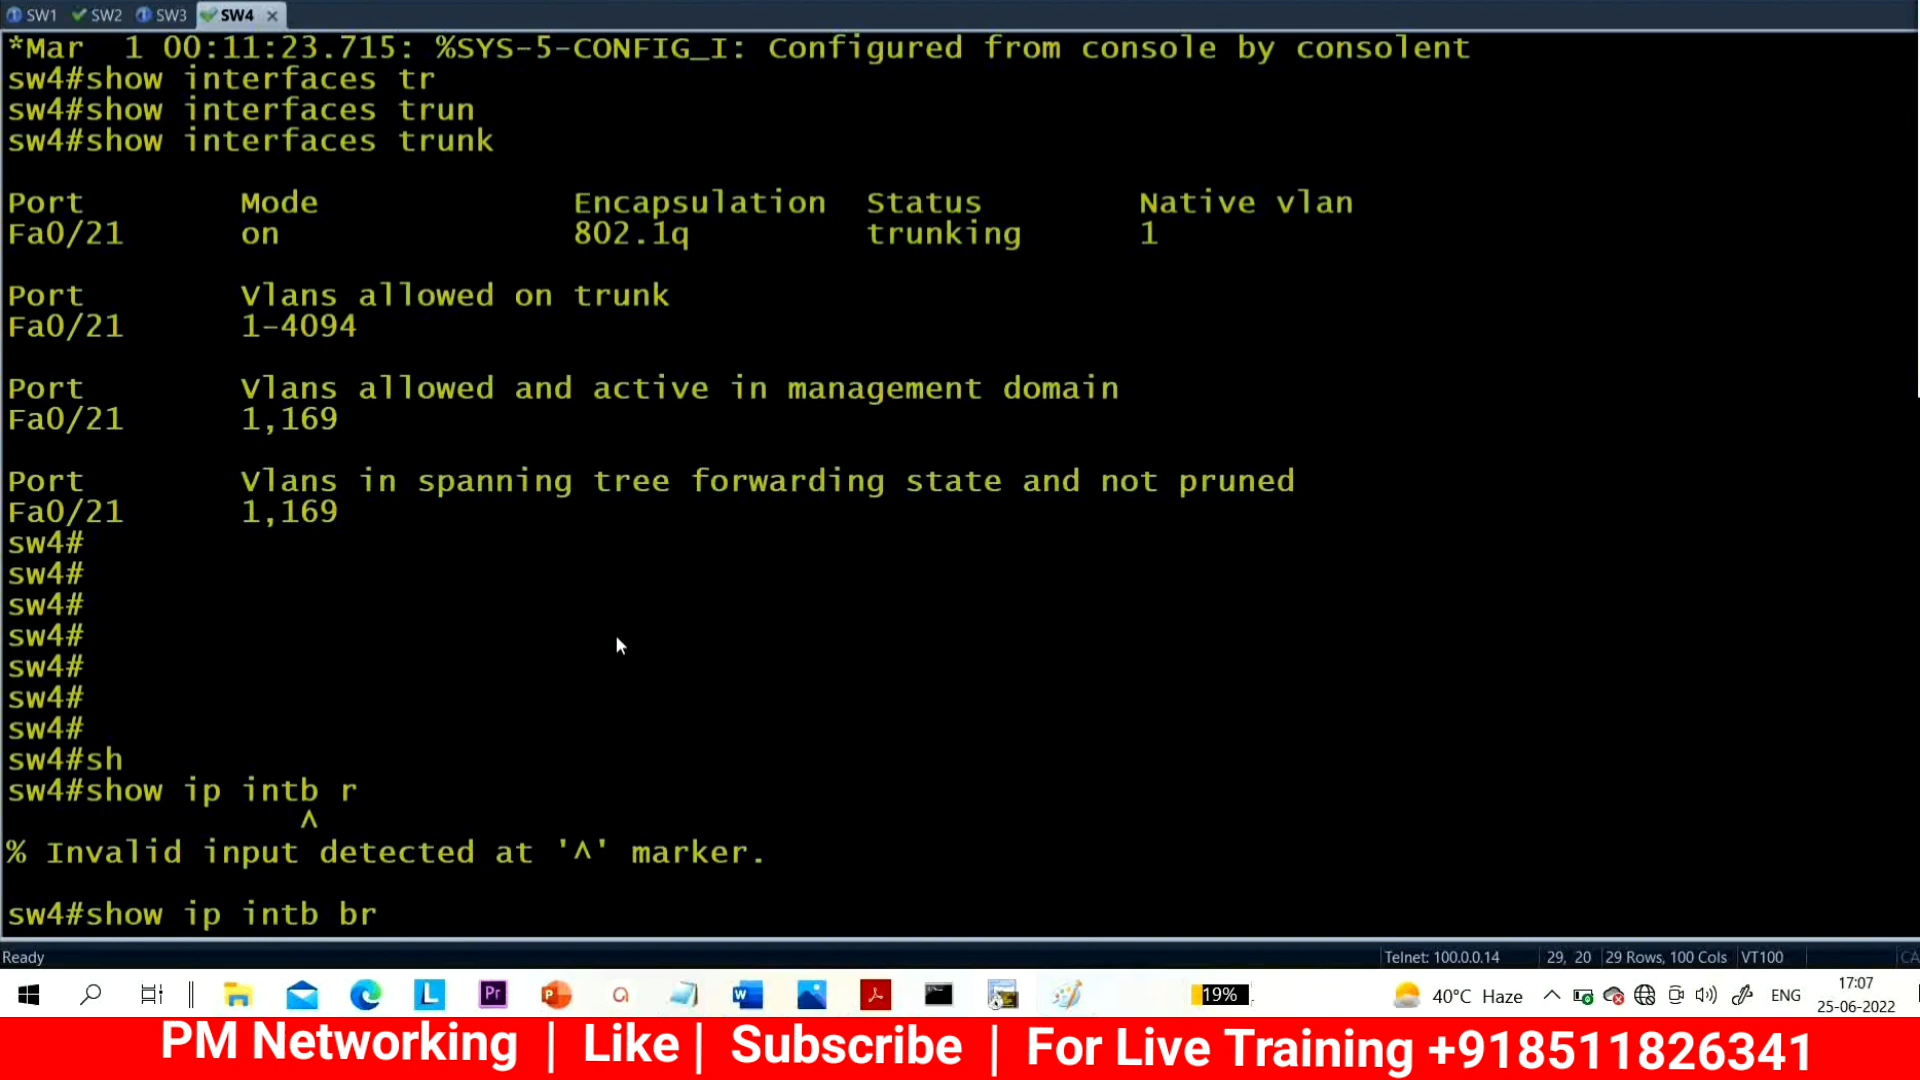 SW1 SW2 SW3 SW4
*Mar  1 00:11:23.715: %SYS-5-CONFIG_I: Configured from console by consolent
sw4#show interfaces tr
sw4#show interfaces trun
sw4#show interfaces trunk
Port Mode Encapsulation Status Native vlan
Fa0/21 on 802.1q trunking 1
Port Vlans allowed on trunk
Fa0/21 1-4094
Port Vlans allowed and active in management domain
Fa0/21 1,169
Port Vlans in spanning tree forwarding state and not pruned
Fa0/21 1,169
sw4#
sw4#
sw4#
sw4#
sw4#
sw4#
sw4#
sw4#sh
sw4#show ip intb r
^
% Invalid input detected at '^' marker.
sw4#show ip intb br
Ready Telnet: 100.0.0.14 29, 20 29 Rows, 100 Cols VT100 CA
L Pr P W 19% 40°C Haze ENG 17:07
25-06-2022
PM Networking | Like | Subscribe | For Live Training +918511826341